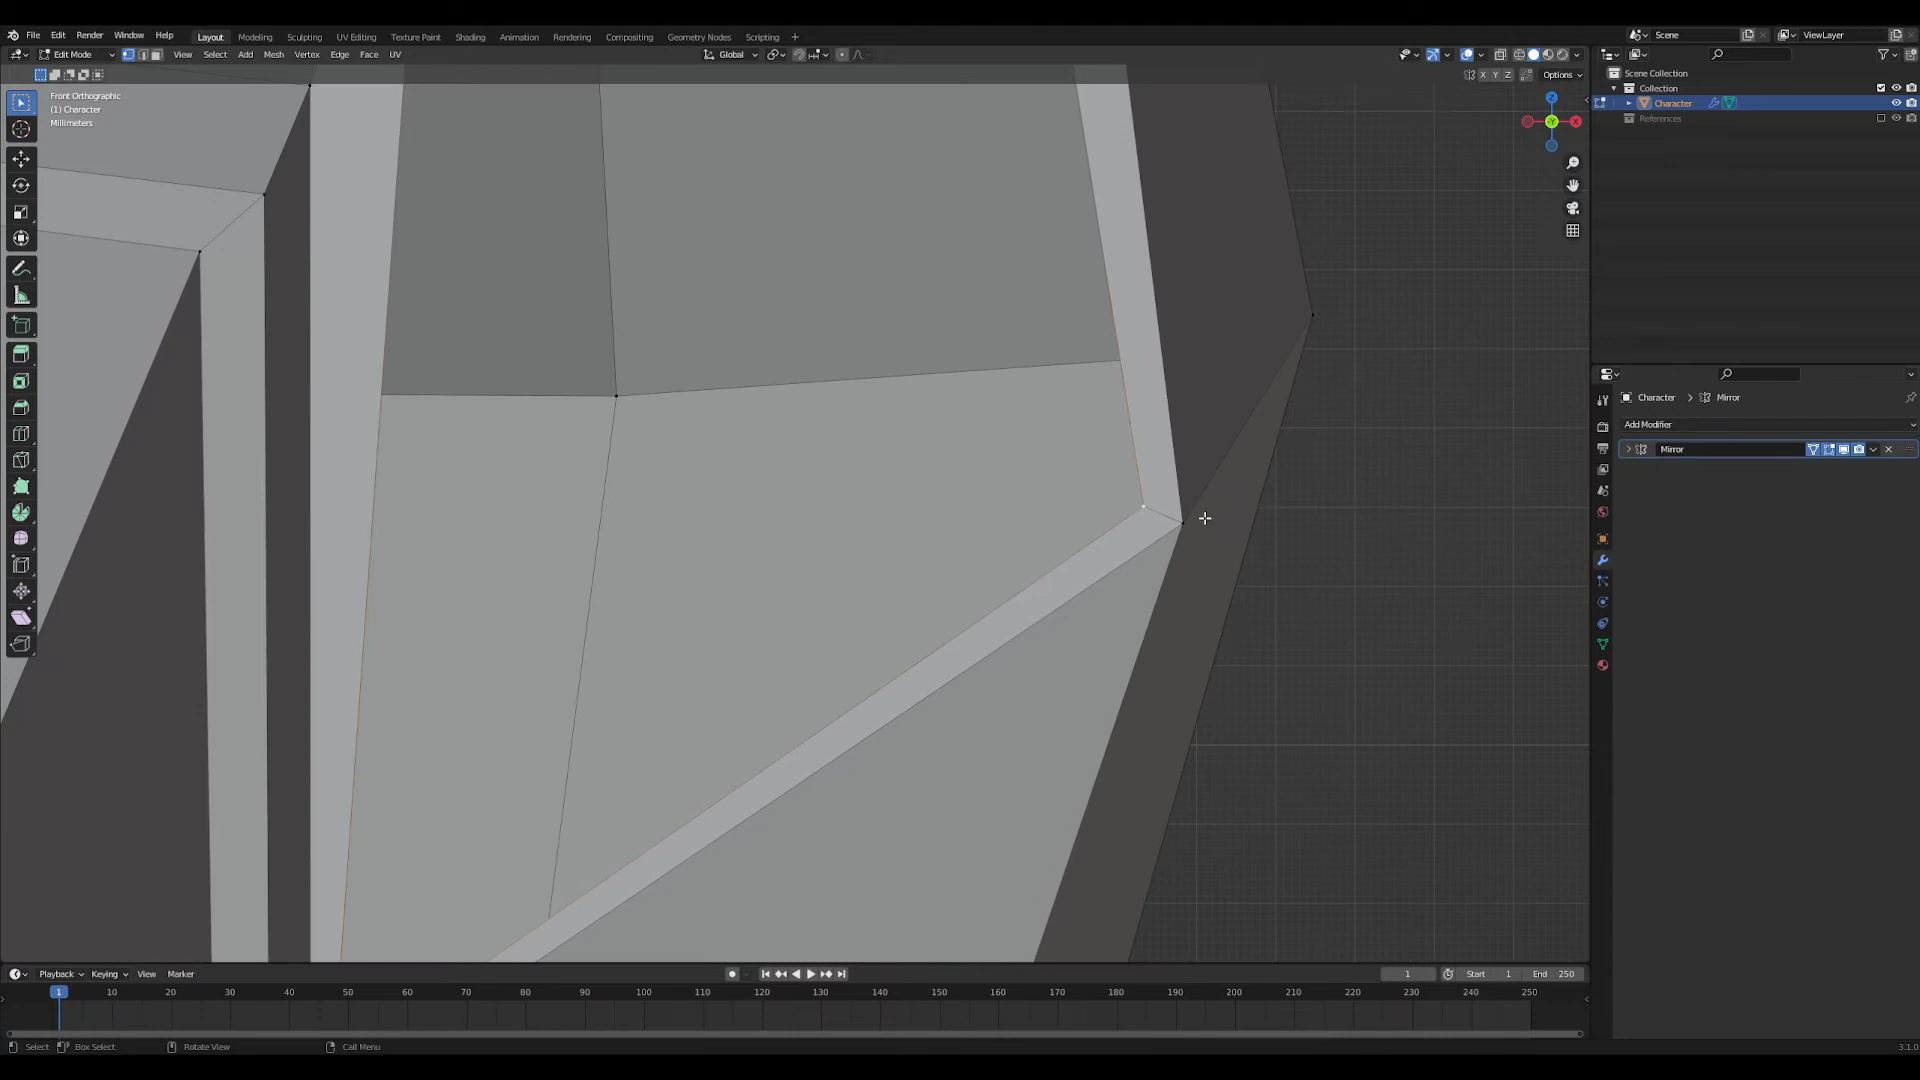 File Edit Render Window Help Layout Modeling Sculpting UV Editing Texture Paint Shading Animation Rendering Compositing Geometry Nodes Scripting + Scene ViewLayer
Edit Mode View Select Add Mesh Vertex Edge Face UV Global
X Y Z Options
Scene Collection
Collection
Character
References
Front Orthographic
(1) Character
Millimeters
Z
X
-Y
Character > Mirror
Add Modifier
Mirror
Playback Keying View Marker 1 Start 1 End 250
1 10 20 30 40 50 60 70 80 90 100 110 120 130 140 150 160 170 180 190 200 210 220 230 240 250
Select Box Select Rotate View Call Menu 3.1.0